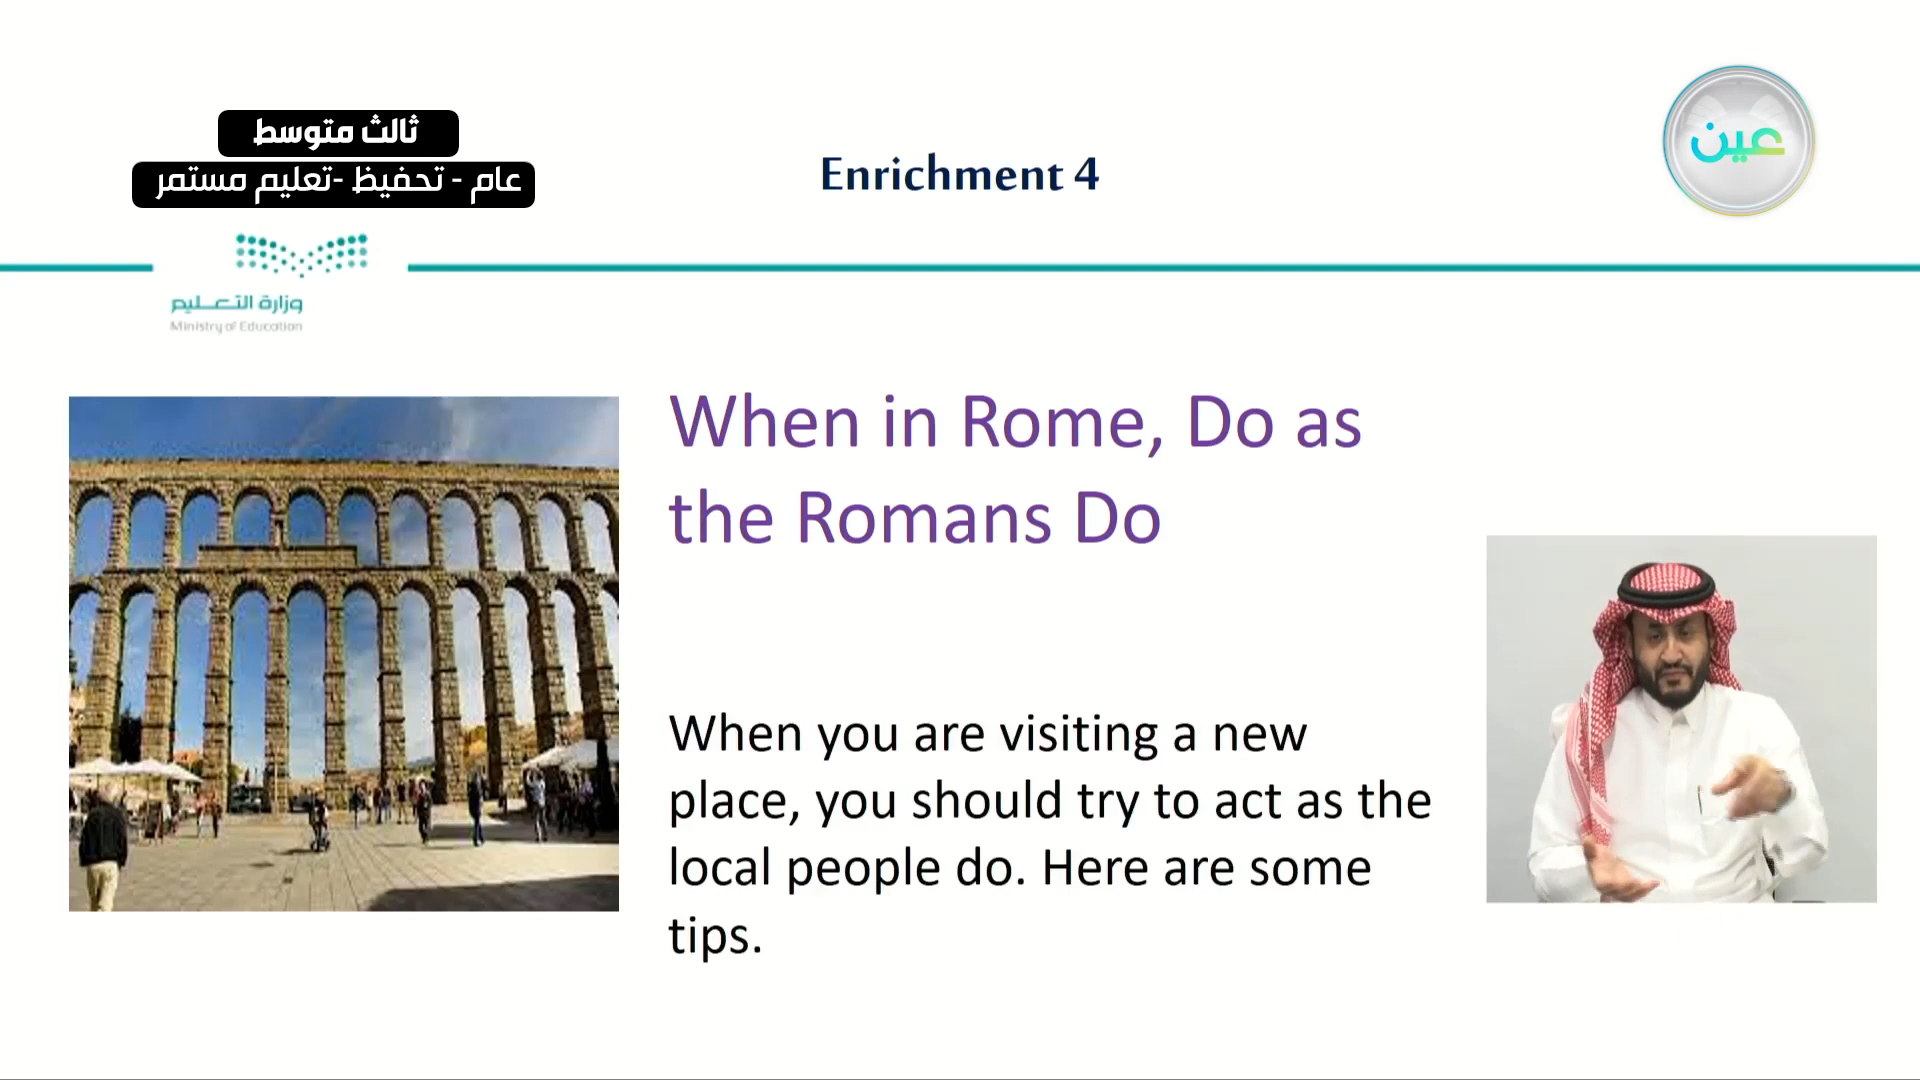 ثالث متوسط
عام - تحفيظ -تعليم مستمر
Enrichment 4
عين
وزارة التعليم
Ministry of Education
When in Rome, Do as
the Romans Do
When you are visiting a new
place, you should try to act as the
local people do. Here are some
tips.